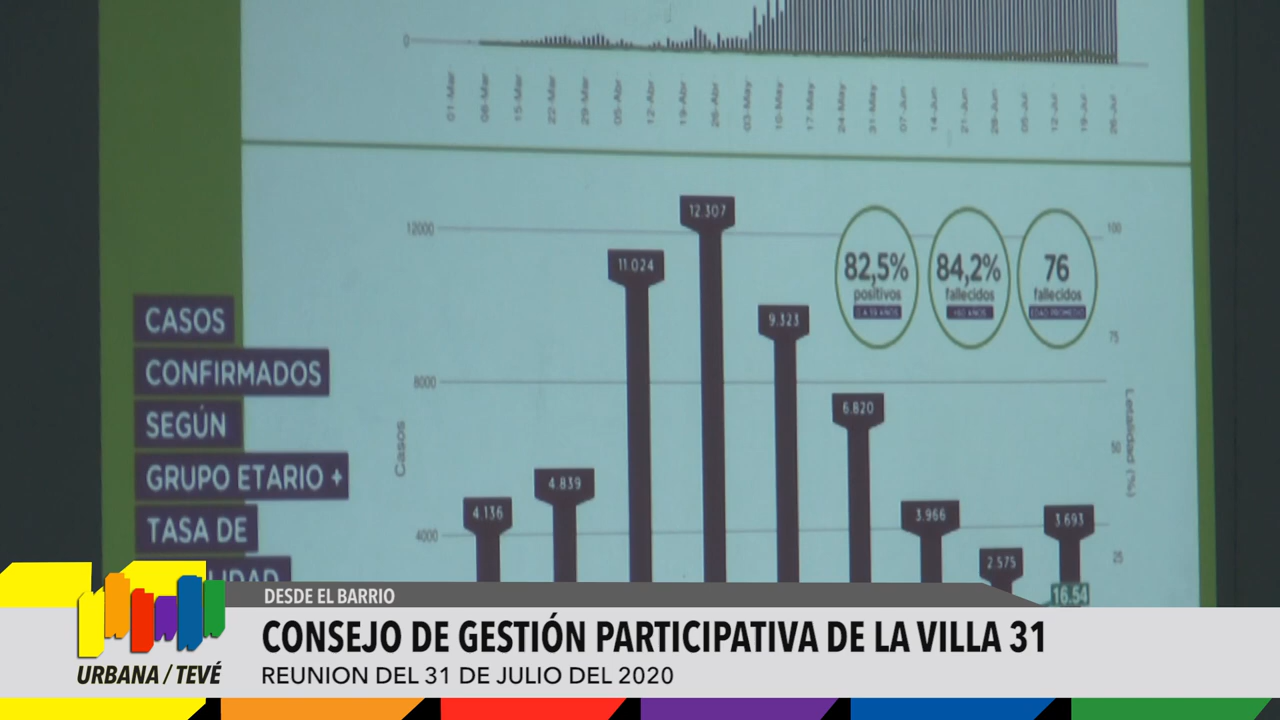 0
01-Mar
08-Mar
15-Mar
22-Mar
29-Mar
05-Abr
12-Abr
19-Abr
26-Abr
03-May
10-May
17-May
24-May
31-May
07-Jun
14-Jun
21-Jun
28-Jun
05-Jul
12-Jul
19-Jul
26-Jul
12000
8000
4000
Casos
4.136
4.839
11.024
12.307
9.323
6.820
3.966
2.575
3.693
16.54
82,5%
positivos
84,2%
fallecidos
76
fallecidos
EDAD PROMEDIO
100
75
50
25
Letalidad (%)
CASOS
CONFIRMADOS
SEGÚN
GRUPO ETARIO +
TASA DE
DESDE EL BARRIO
CONSEJO DE GESTIÓN PARTICIPATIVA DE LA VILLA 31
REUNION DEL 31 DE JULIO DEL 2020
URBANA / TEVÉ